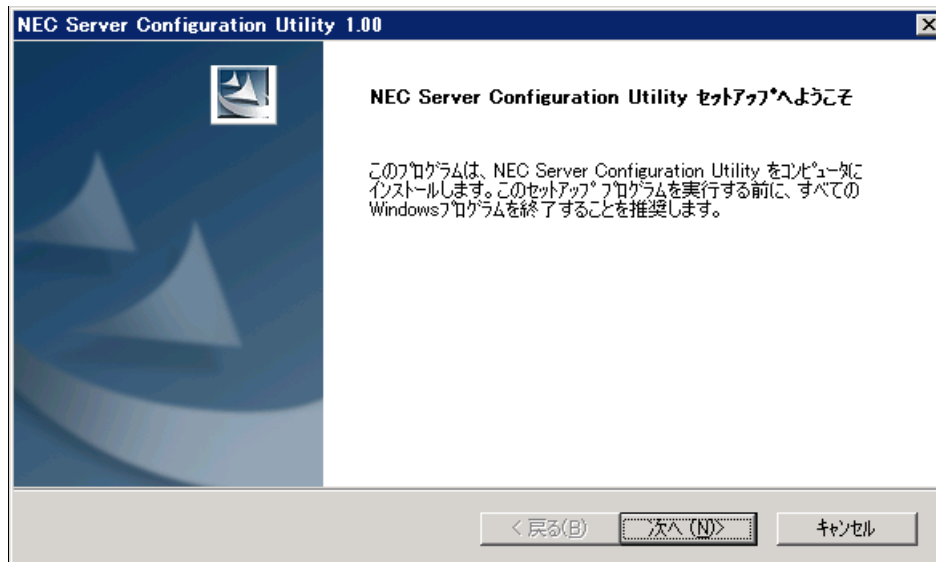 NEC Server Configuration Utility 1.00
NEC Server Configuration Utility ｾｯﾄｱｯﾌﾟへようこそ
このﾌﾟﾛｸﾞﾗﾑは、NEC Server Configuration Utility をｺﾝﾋﾟｭｰﾀに
ｲﾝｽﾄｰﾙします。このｾｯﾄｱｯﾌﾟ ﾌﾟﾛｸﾞﾗﾑを実行する前に、すべての
Windowsﾌﾟﾛｸﾞﾗﾑを終了することを推奨します。
< 戻る(B)
次へ (N)>
ｷｬﾝｾﾙ